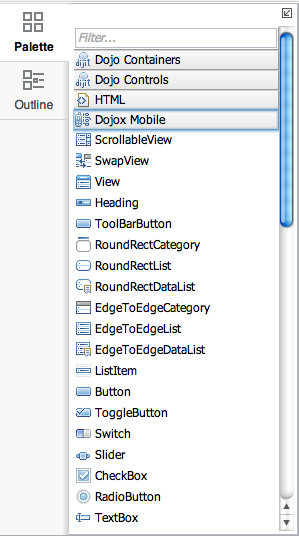 Palette
Outline
Filter...
Dojo Containers
Dojo Controls
HTML
Dojox Mobile
ScrollableView
SwapView
View
Heading
ToolBarButton
RoundRectCategory
RoundRectList
RoundRectDataList
EdgeToEdgeCategory
EdgeToEdgeList
EdgeToEdgeDataList
ListItem
Button
ToggleButton
Switch
Slider
CheckBox
RadioButton
TextBox